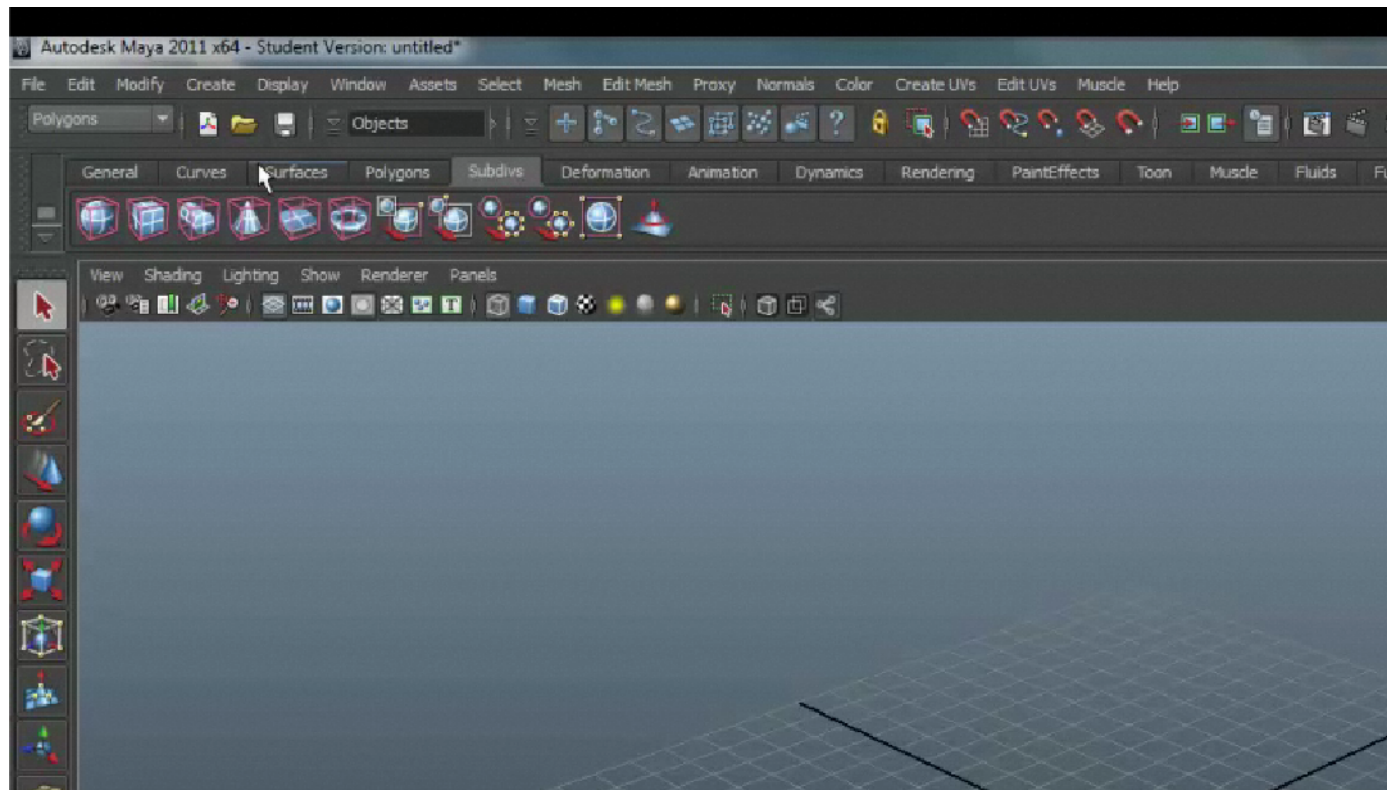 Autodesk Maya 2011 x64 - Student Version: untitled*
File Edit Modify Create Display Window Assets Select Mesh Edit Mesh Proxy Normals Color Create UVs Edit UVs Muscle Help
Polygons Objects
General Curves Surfaces Polygons Subdivs Deformation Animation Dynamics Rendering PaintEffects Toon Muscle Fluids
View Shading Lighting Show Renderer Panels